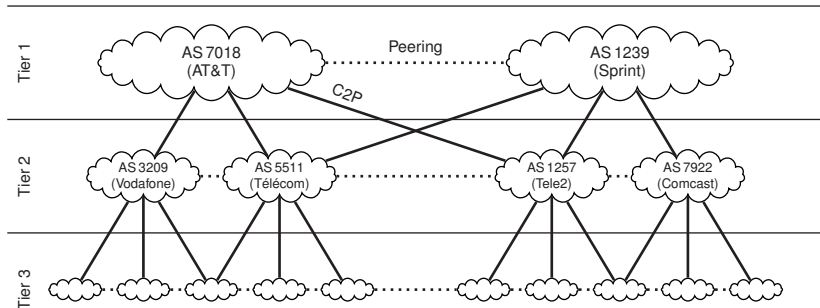 Tier 1
AS 7018
(AT&T)
Peering
AS 1239
(Sprint)
C2P
Tier 2
AS 3209
(Vodafone)
AS 5511
(Télécom)
AS 1257
(Tele2)
AS 7922
(Comcast)
Tier 3